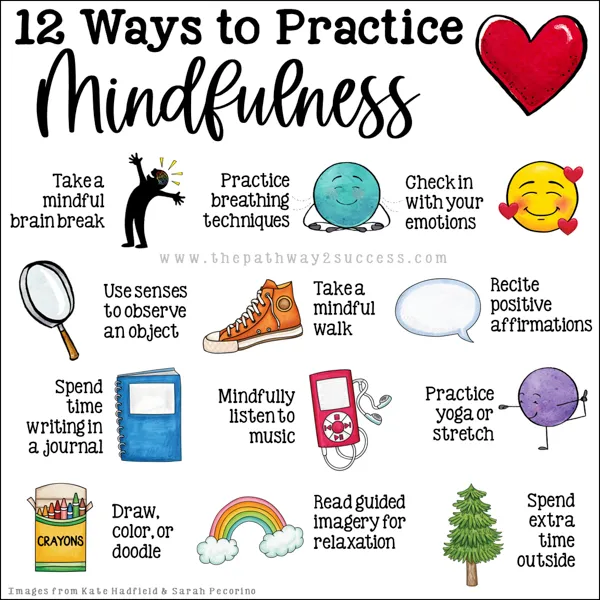 12 Ways to Practice
Mindfulness
Take a
mindful
brain break
Practice
breathing
techniques
Check in
with your
emotions
www.thepathway2success.com
Use senses
to observe
an object
Take a
mindful
walk
Recite
positive
affirmations
Spend
time
writing in
a journal
Mindfully
listen to
music
Practice
yoga or
stretch
CRAYONS
Draw,
color, or
doodle
Read guided
imagery for
relaxation
Spend
extra
time
outside
Images from Kate Hadfield & Sarah Pecorino